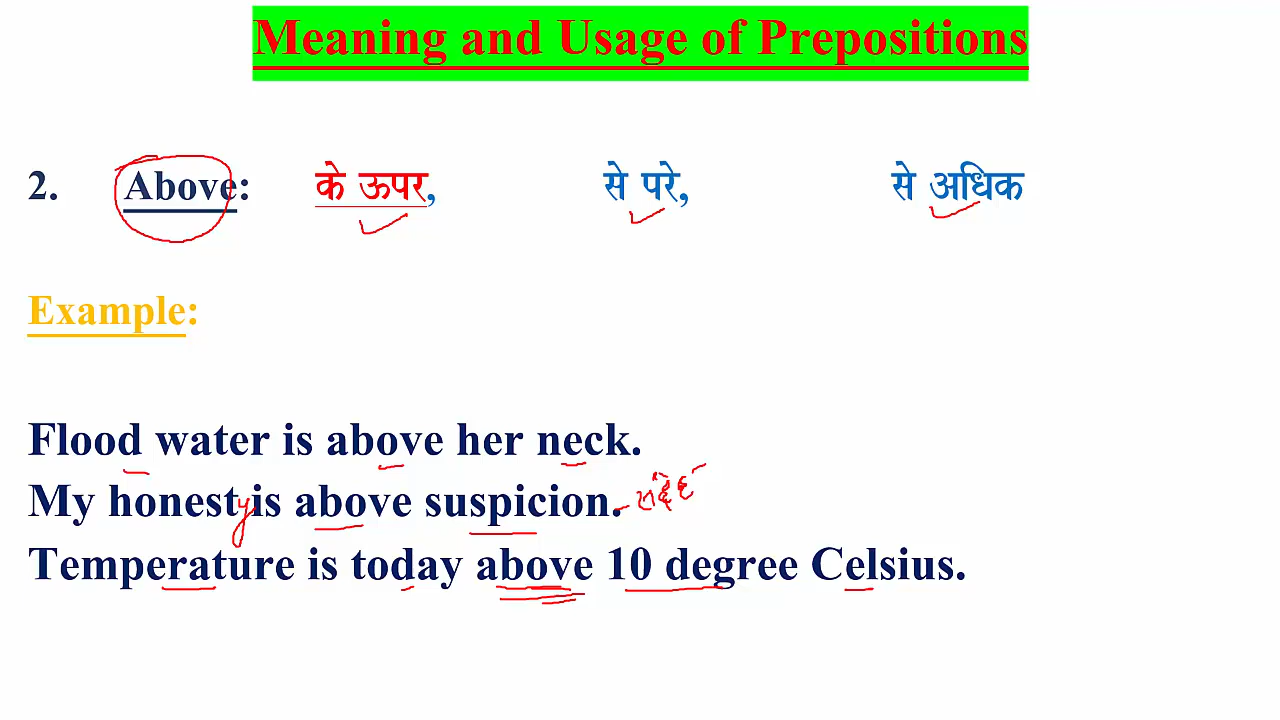 Meaning and Usage of Prepositions
2. Above: के ऊपर, से परे, से अधिक
Example:
Flood water is above her neck.
My honesty is above suspicion. - संदेह
Temperature is today above 10 degree Celsius.